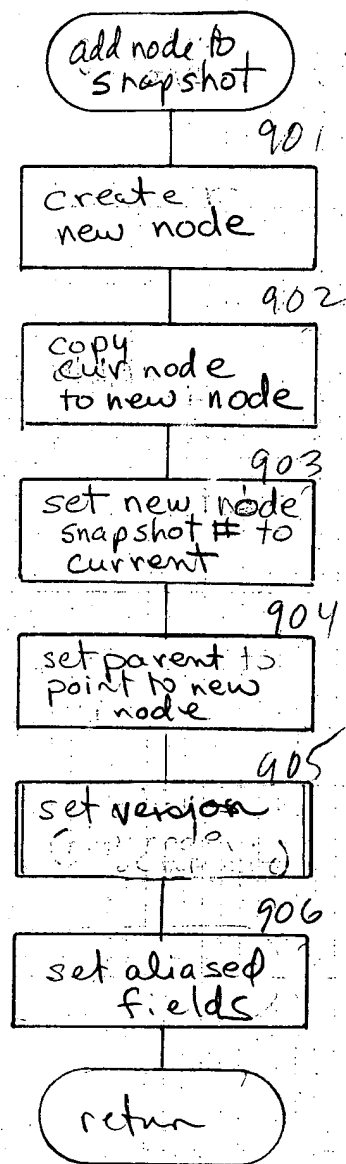 add node to
snapshot
901
create
new node
902
copy
cur node
to new node
903
set new node
snapshot # to
current
904
set parent to
point to new
node
905
set version
906
set aliased
fields
return